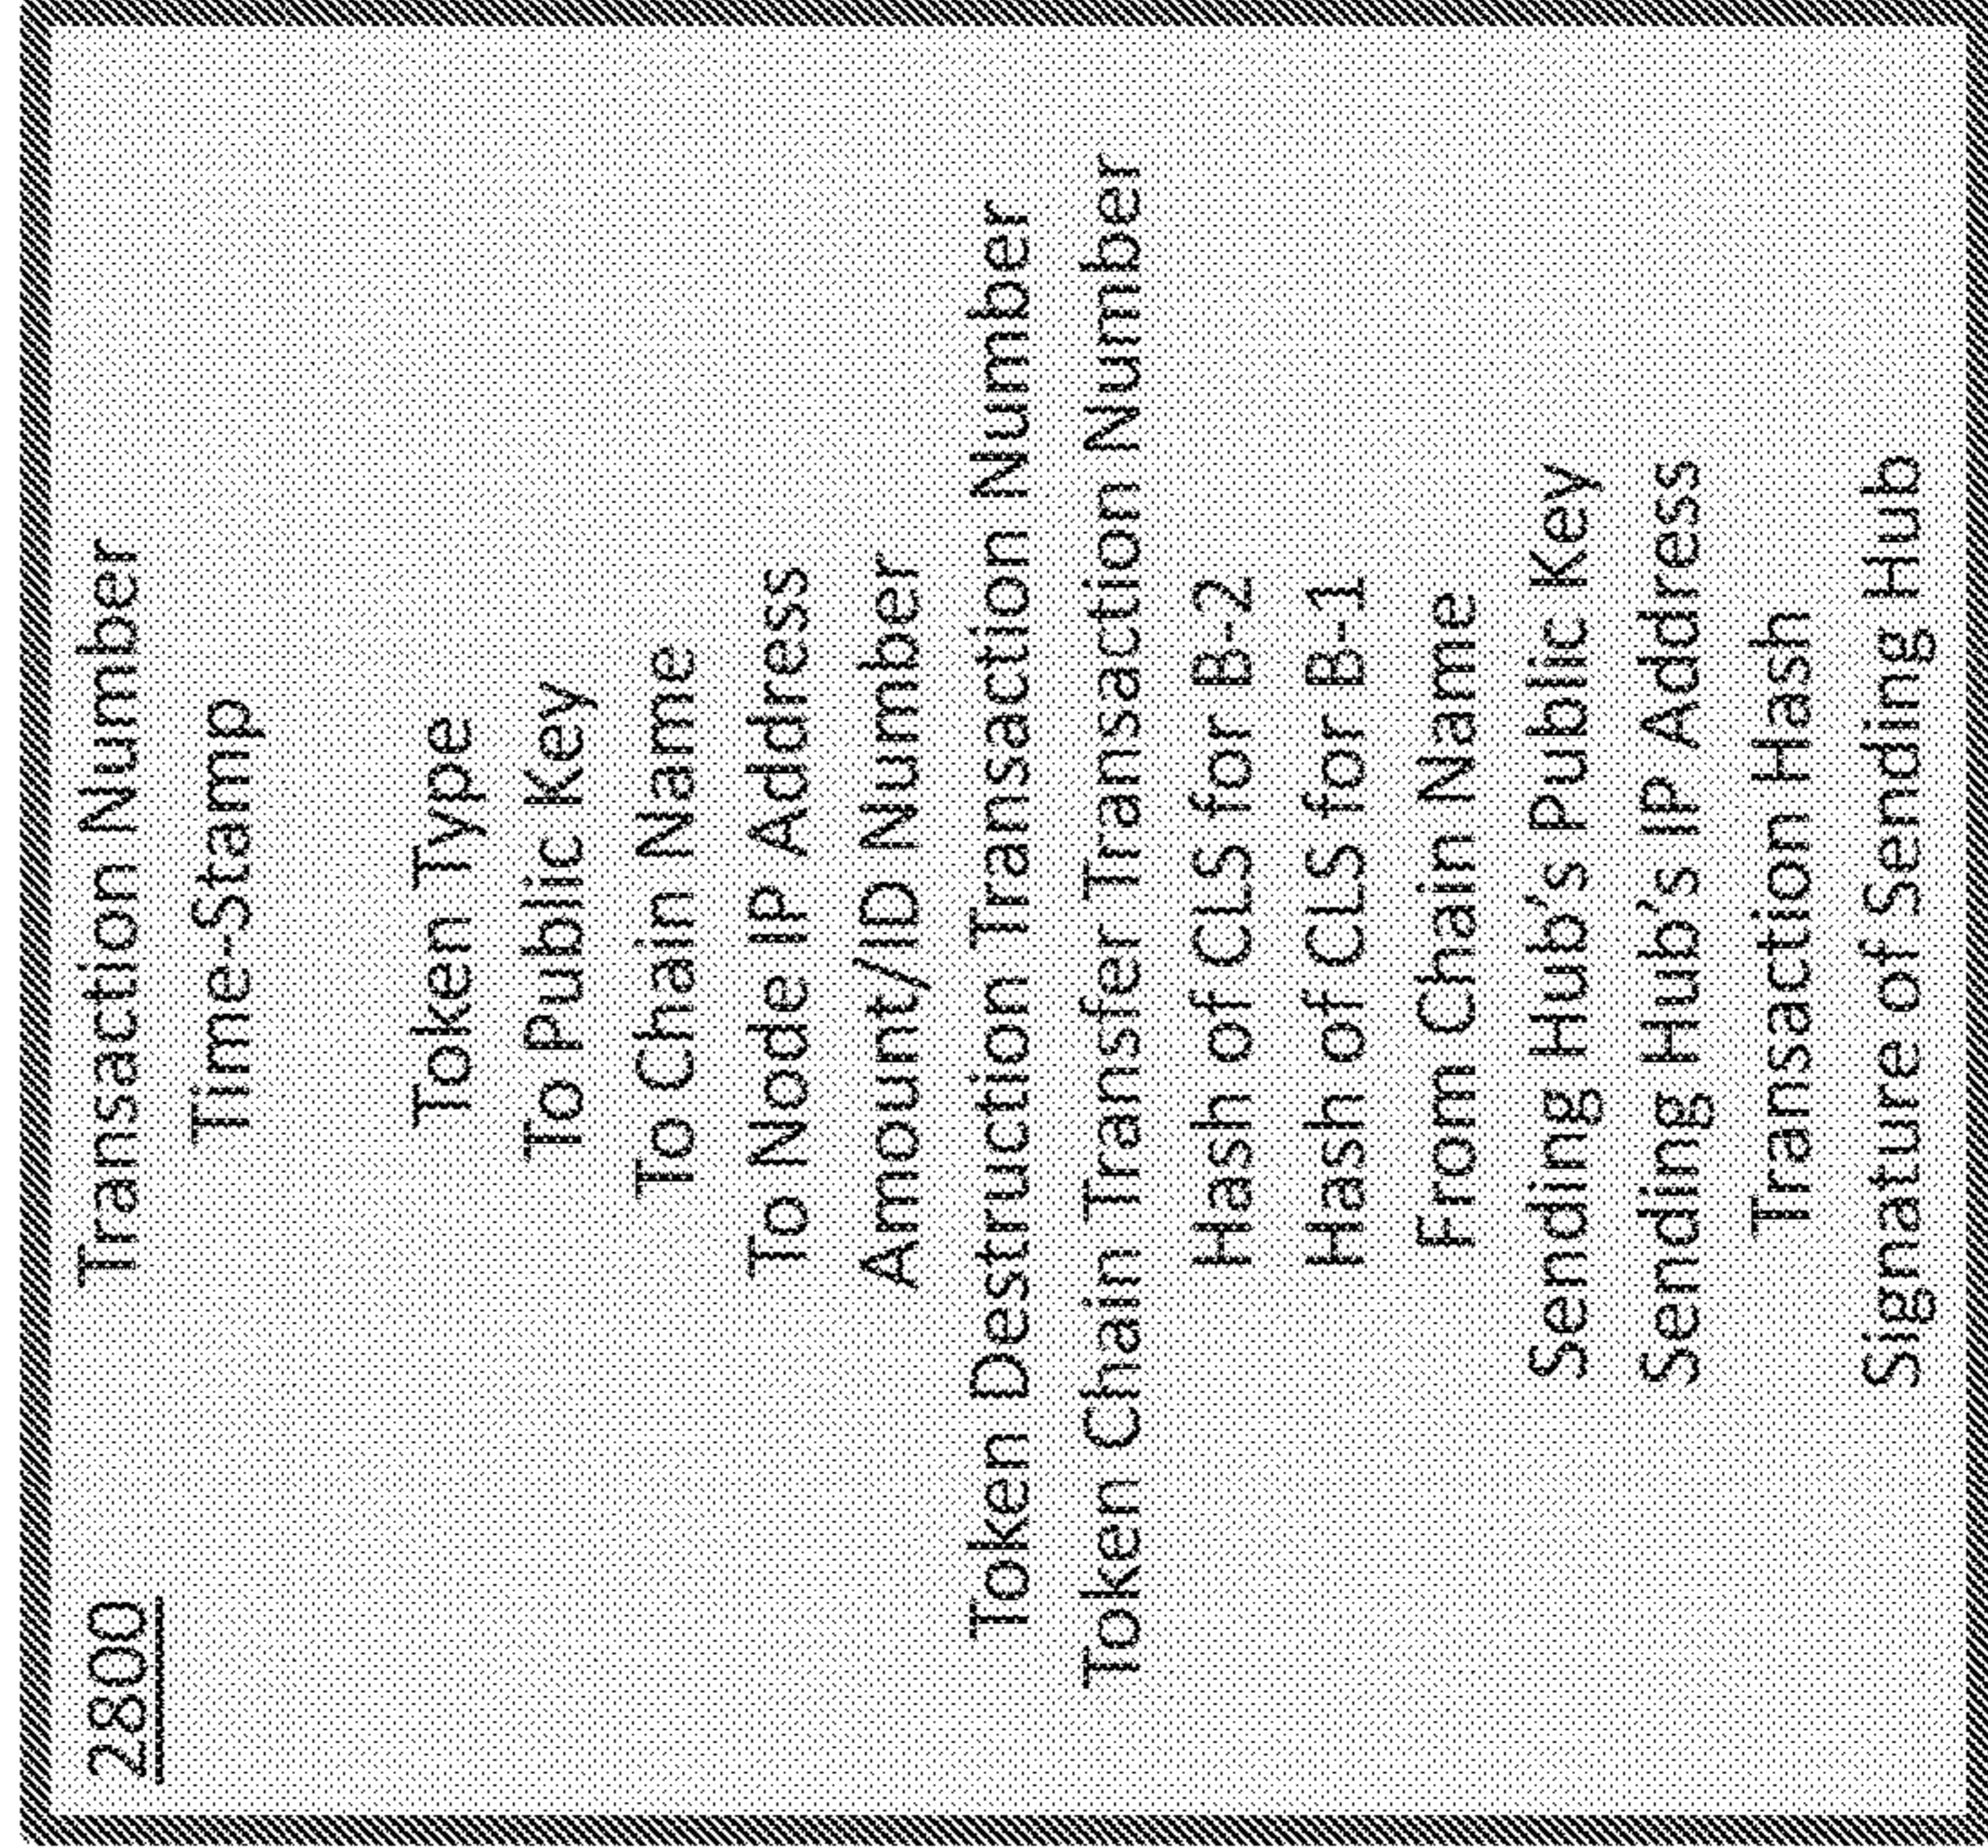 2800
Transaction Number
Time-Stamp
Token Type
To Public Key
To Chain Name
To Node IP Address
Amount/ID Number
Token Destruction Transaction Number
Token Chain Transfer Transaction Number
Hash of CLS for B-2
Hash of CLS for B-1
From Chain Name
Sending Hub's Public Key
Sending Hub's IP Address
Transaction Hash
Signature of Sending Hub